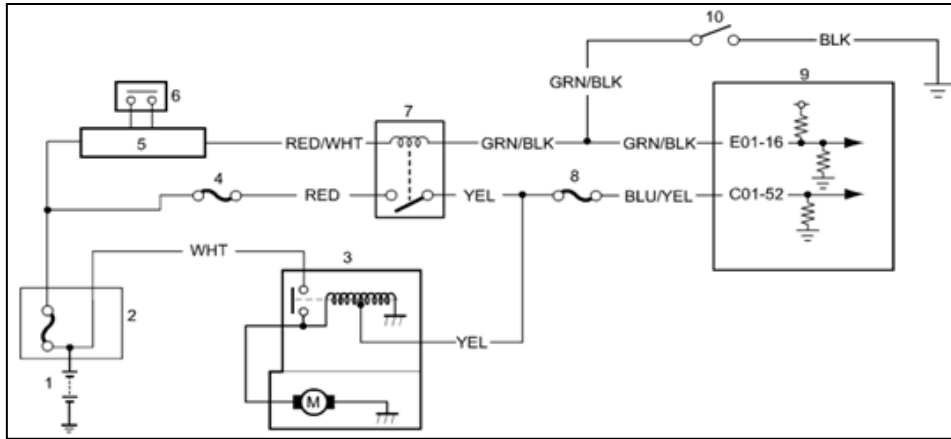 10
BLK
GRN/BLK
9
6
7
5
RED/WHT
GRN/BLK
GRN/BLK
E01-16
4
RED
YEL
8
BLU/YEL
C01-52
WHT
3
2
YEL
1
M